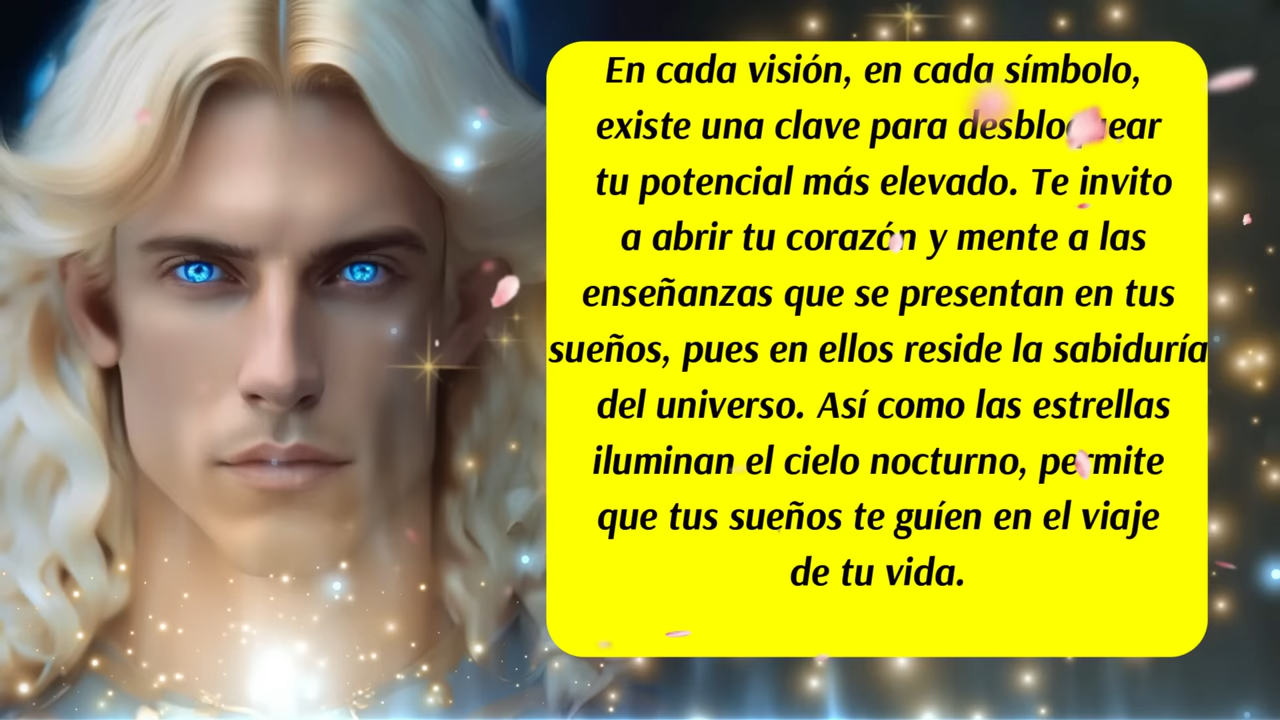 En cada visión, en cada símbolo,
existe una clave para desbloquear
tu potencial más elevado. Te invito
a abrir tu corazón y mente a las
enseñanzas que se presentan en tus
sueños, pues en ellos reside la sabiduría
del universo. Así como las estrellas
iluminan el cielo nocturno, permite
que tus sueños te guíen en el viaje
de tu vida.